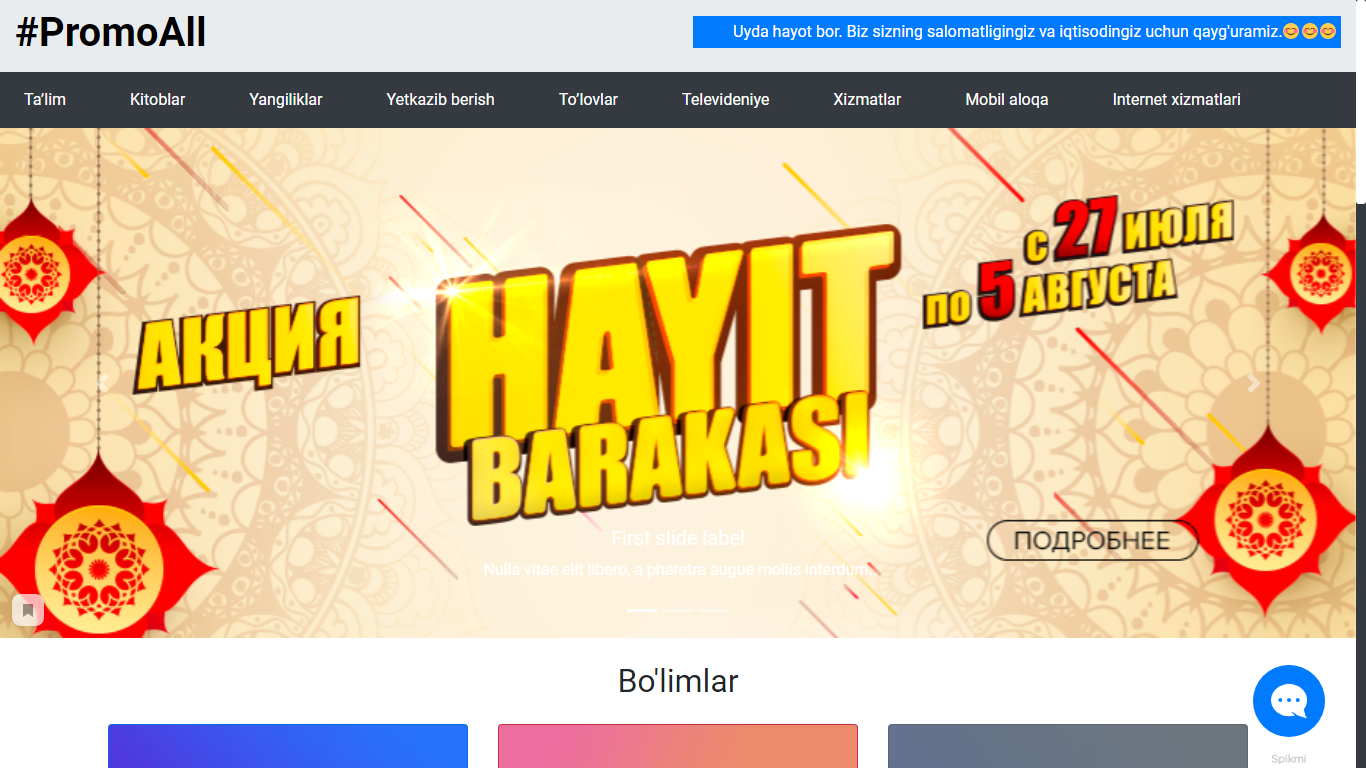 #PromoAll
Uyda hayot bor. Biz sizning salomatligingiz va iqtisodingiz uchun qayg'uramiz.😊😊😊
Ta’lim
Kitoblar
Yangiliklar
Yetkazib berish
To’lovlar
Televideniye
Xizmatlar
Mobil aloqa
Internet xizmatlari
АКЦИЯ
HAYIT
BARAKASI
С 27 ИЮЛЯ
ПО 5 АВГУСТА
ПОДРОБНЕЕ
First slide label
Nulla vitae elit libero, a pharetra augue mollis interdum.
Bo'limlar
Spikmi